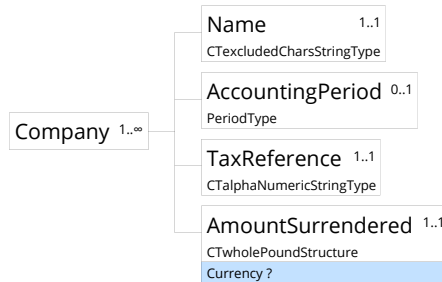 Name 1..1
CTexcludedCharsStringType
AccountingPeriod 0..1
PeriodType
Company 1..∞
TaxReference 1..1
CTalphaNumericStringType
AmountSurrendered 1..1
CTwholePoundStructure
Currency ?